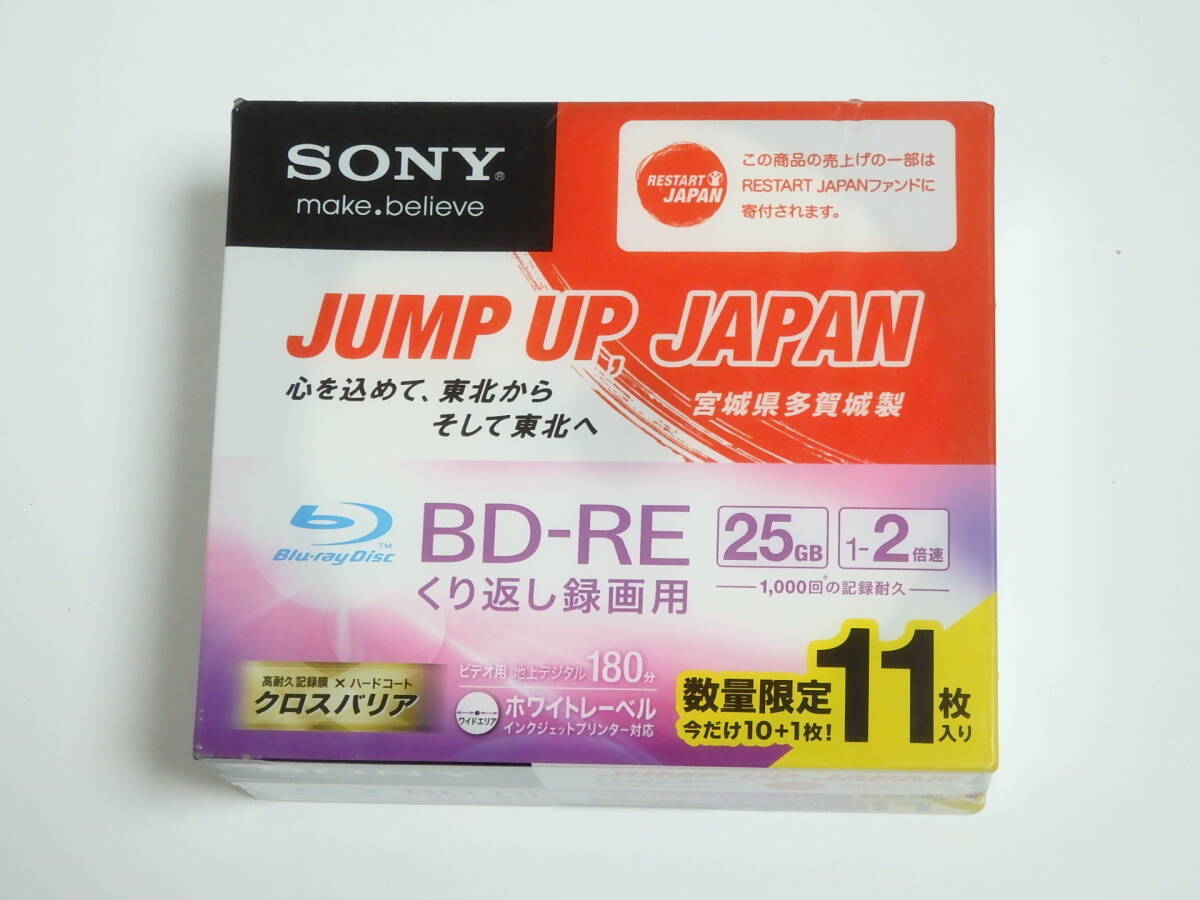 SONY®
make.believe
RESTART
JAPAN
この商品の売上げの一部は
RESTART JAPANファンドに
寄付されます。
JUMP UP, JAPAN
心を込めて、東北から
そして東北へ
宮城県多賀城製
Blu-ray Disc™
BD-RE
くり返し録画用
25GB
1-2倍速
1,000回*の記録耐久
高耐久記録膜×ハードコート
クロスバリア
ビデオ用 地上デジタル180分
ワイドエリア
ホワイトレーベル
インクジェットプリンター対応
数量限定
今だけ10+1枚!
11枚入り
SONY
JUMP UP, JAPAN